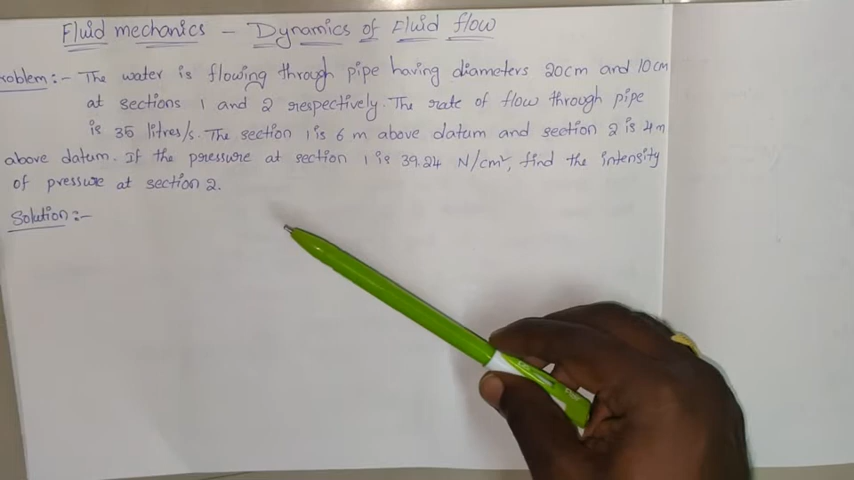 Fluid mechanics - Dynamics of Fluid flow
roblem:- The water is flowing through pipe having diameters 20cm and 10cm
at sections 1 and 2 respectively. The rate of flow through pipe
is 35 litres/s. The section 1 is 6 m above datum and section 2 is 4m
above datum. If the pressure at section 1 is 39.24 N/cm², find the intensity
of pressure at section 2.
Solution:-